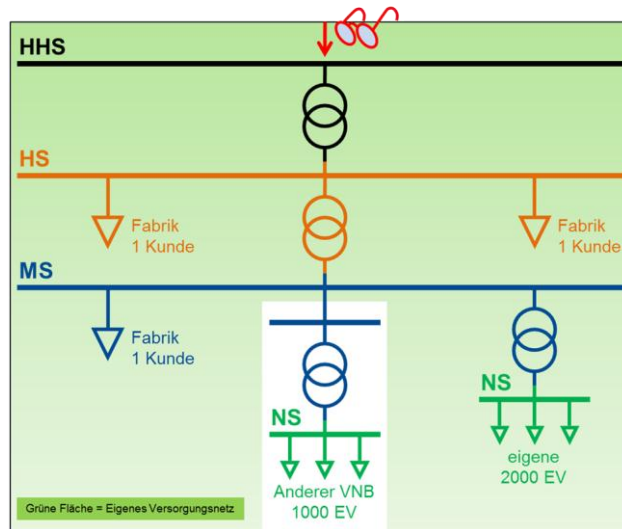 HHS
HS
Fabrik
1 Kunde
Fabrik
1 Kunde
MS
Fabrik
1 Kunde
NS
NS
eigene
2000 EV
Anderer VNB
1000 EV
Grüne Fläche = Eigenes Versorgungsnetz